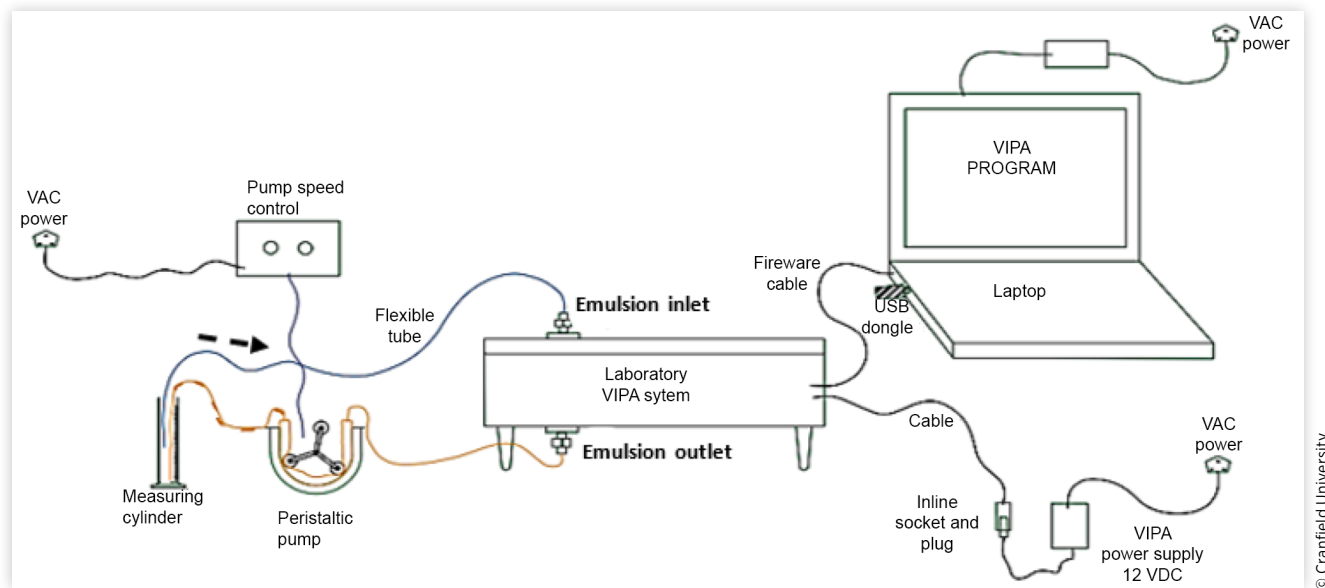 VAC
power
VIPA
PROGRAM
Pump speed
control
VAC
power
Fireware
cable
Laptop
USB
dongle
Emulsion inlet
Flexible
tube
Laboratory
VIPA sytem
Cable
VAC
power
Emulsion outlet
Measuring
cylinder
Peristaltic
pump
Inline
socket and
plug
VIPA
power supply
12 VDC
© Cranfield University